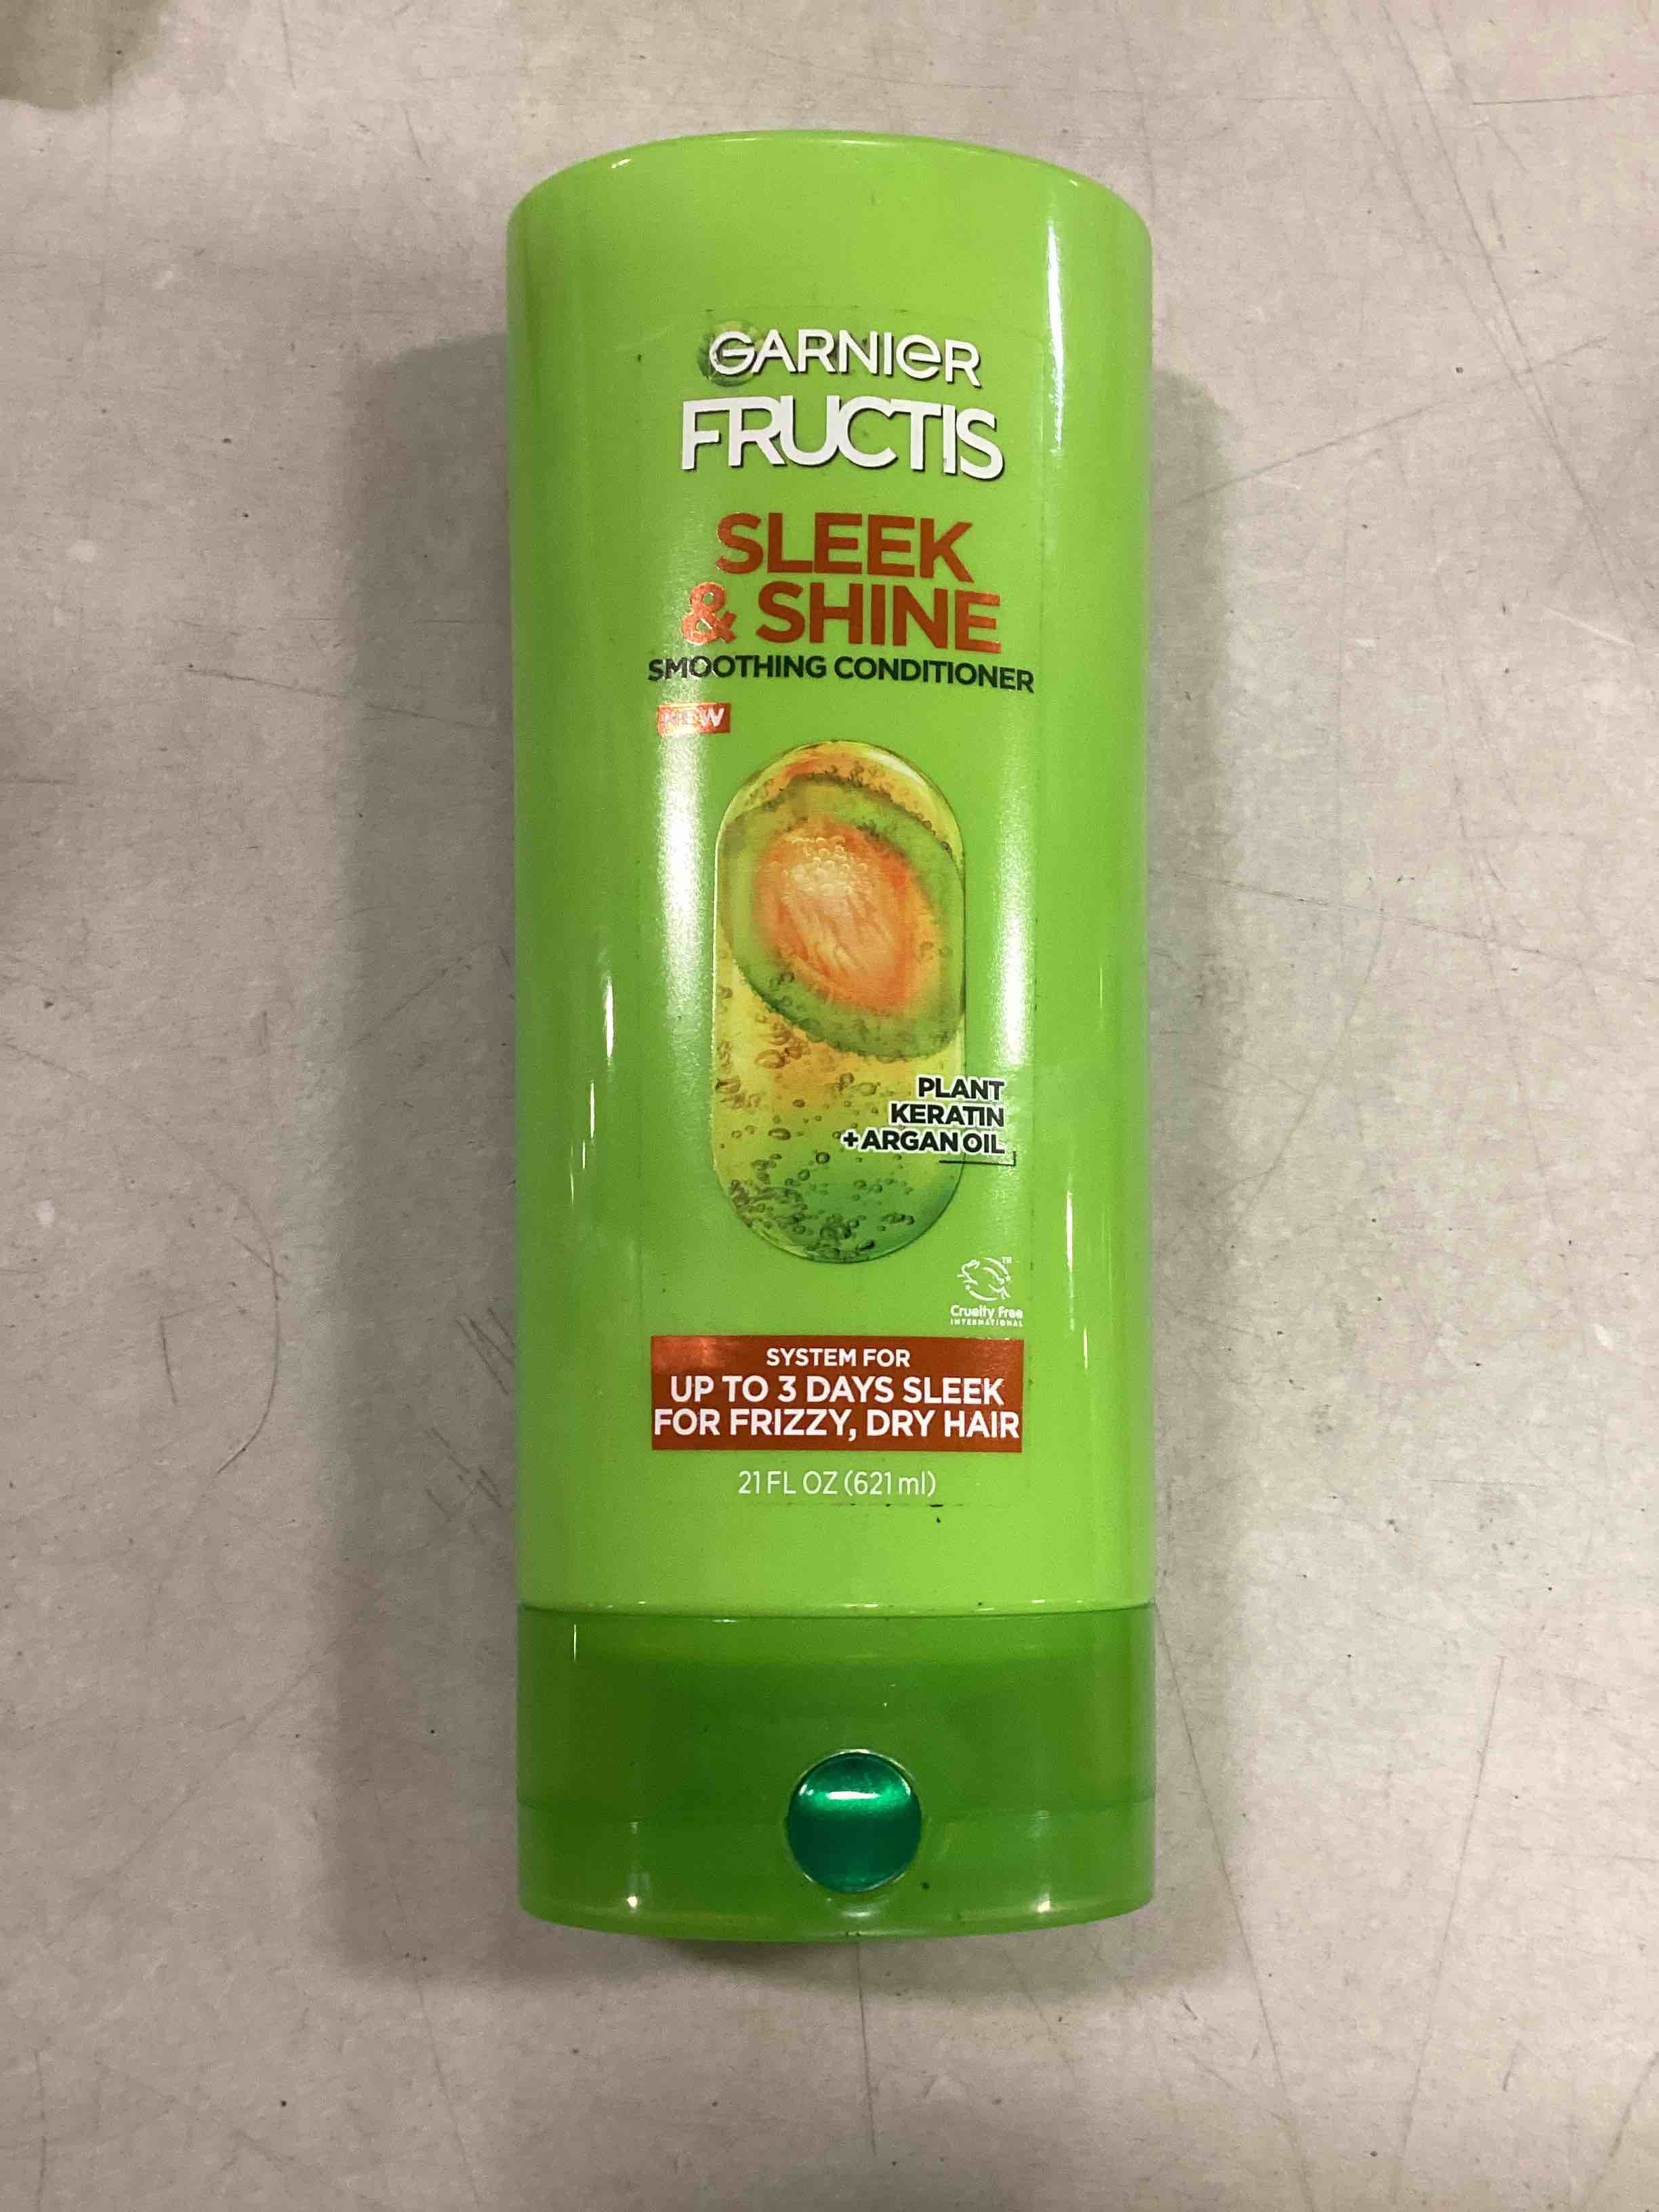 GARNIER
FRUCTIS
SLEEK
& SHINE
SMOOTHING CONDITIONER
NEW
PLANT
KERATIN
+ ARGAN OIL
TM
Cruelty Free
INTERNATIONAL
SYSTEM FOR
UP TO 3 DAYS SLEEK
FOR FRIZZY, DRY HAIR
21 FL OZ (621 ml)